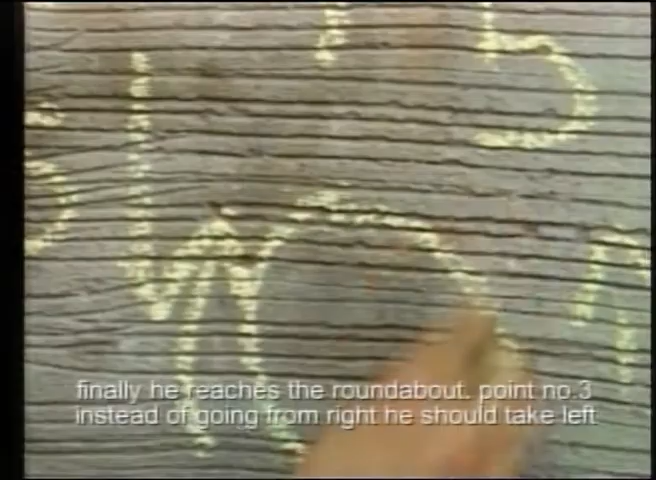 finally he reaches the roundabout. point no.3
instead of going from right he should take left